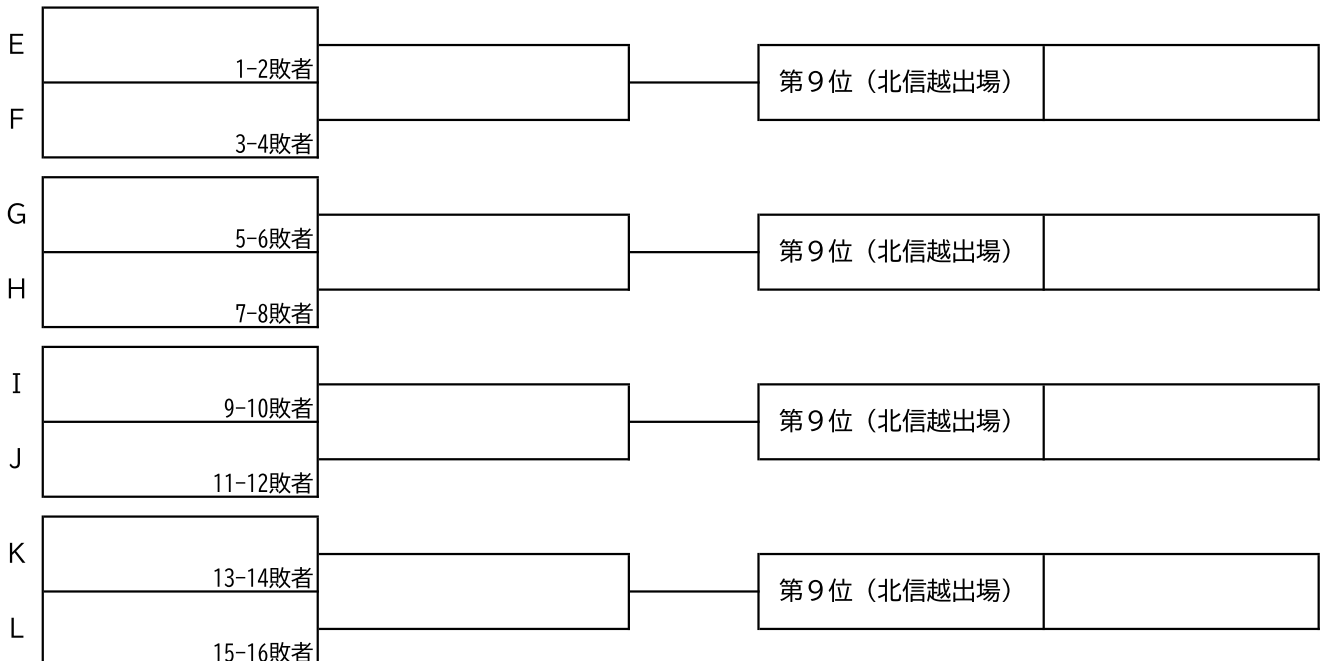 E
1-2敗者
第９位（北信越出場）
F
3-4敗者
G
5-6敗者
第９位（北信越出場）
H
7-8敗者
I
9-10敗者
第９位（北信越出場）
J
11-12敗者
K
13-14敗者
第９位（北信越出場）
L
15-16敗者